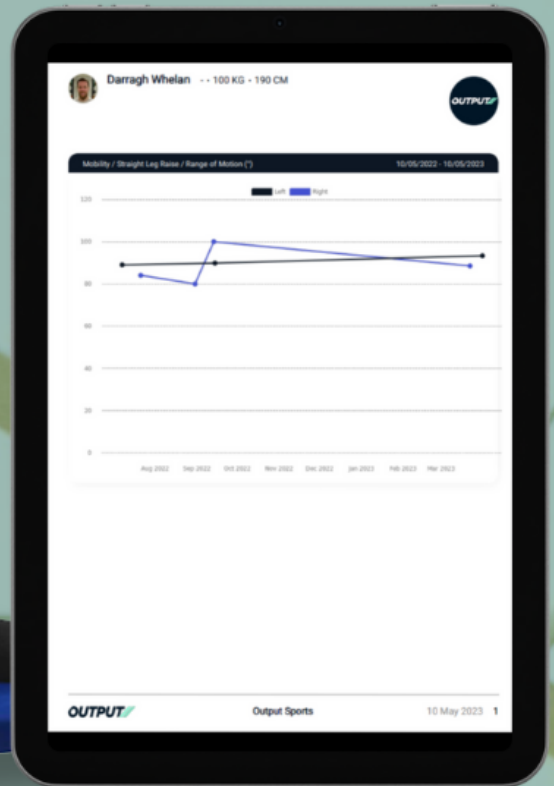 Darragh Whelan - - 100 KG - 190 CM
OUTPUT
Mobility / Straight Leg Raise / Range of Motion (°) 10/05/2022 - 10/05/2023
Left Right
120
100
80
60
40
20
0
Aug 2022 Sep 2022 Oct 2022 Nov 2022 Dec 2022 Jan 2023 Feb 2023 Mar 2023
OUTPUT Output Sports 10 May 2023 1